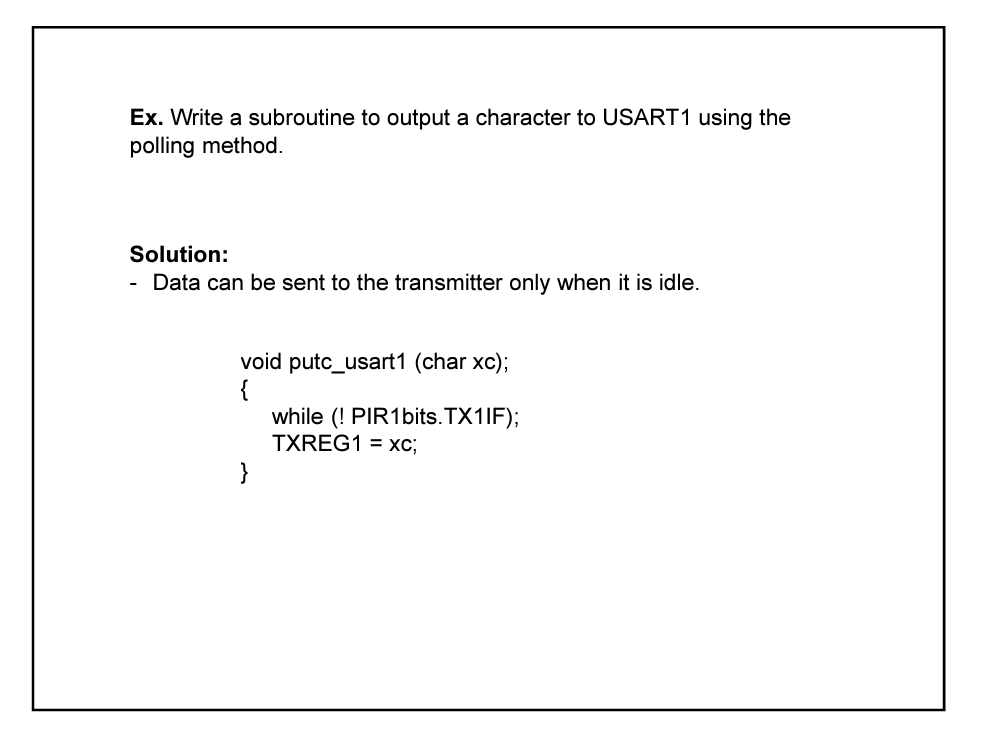 Ex. Write a subroutine to output a character to USART1 using the
polling method.
Solution:
- Data can be sent to the transmitter only when it is idle.
void putc_usart1 (char xc);
{
while (! PIR1bits.TX1IF);
TXREG1 = xc;
}